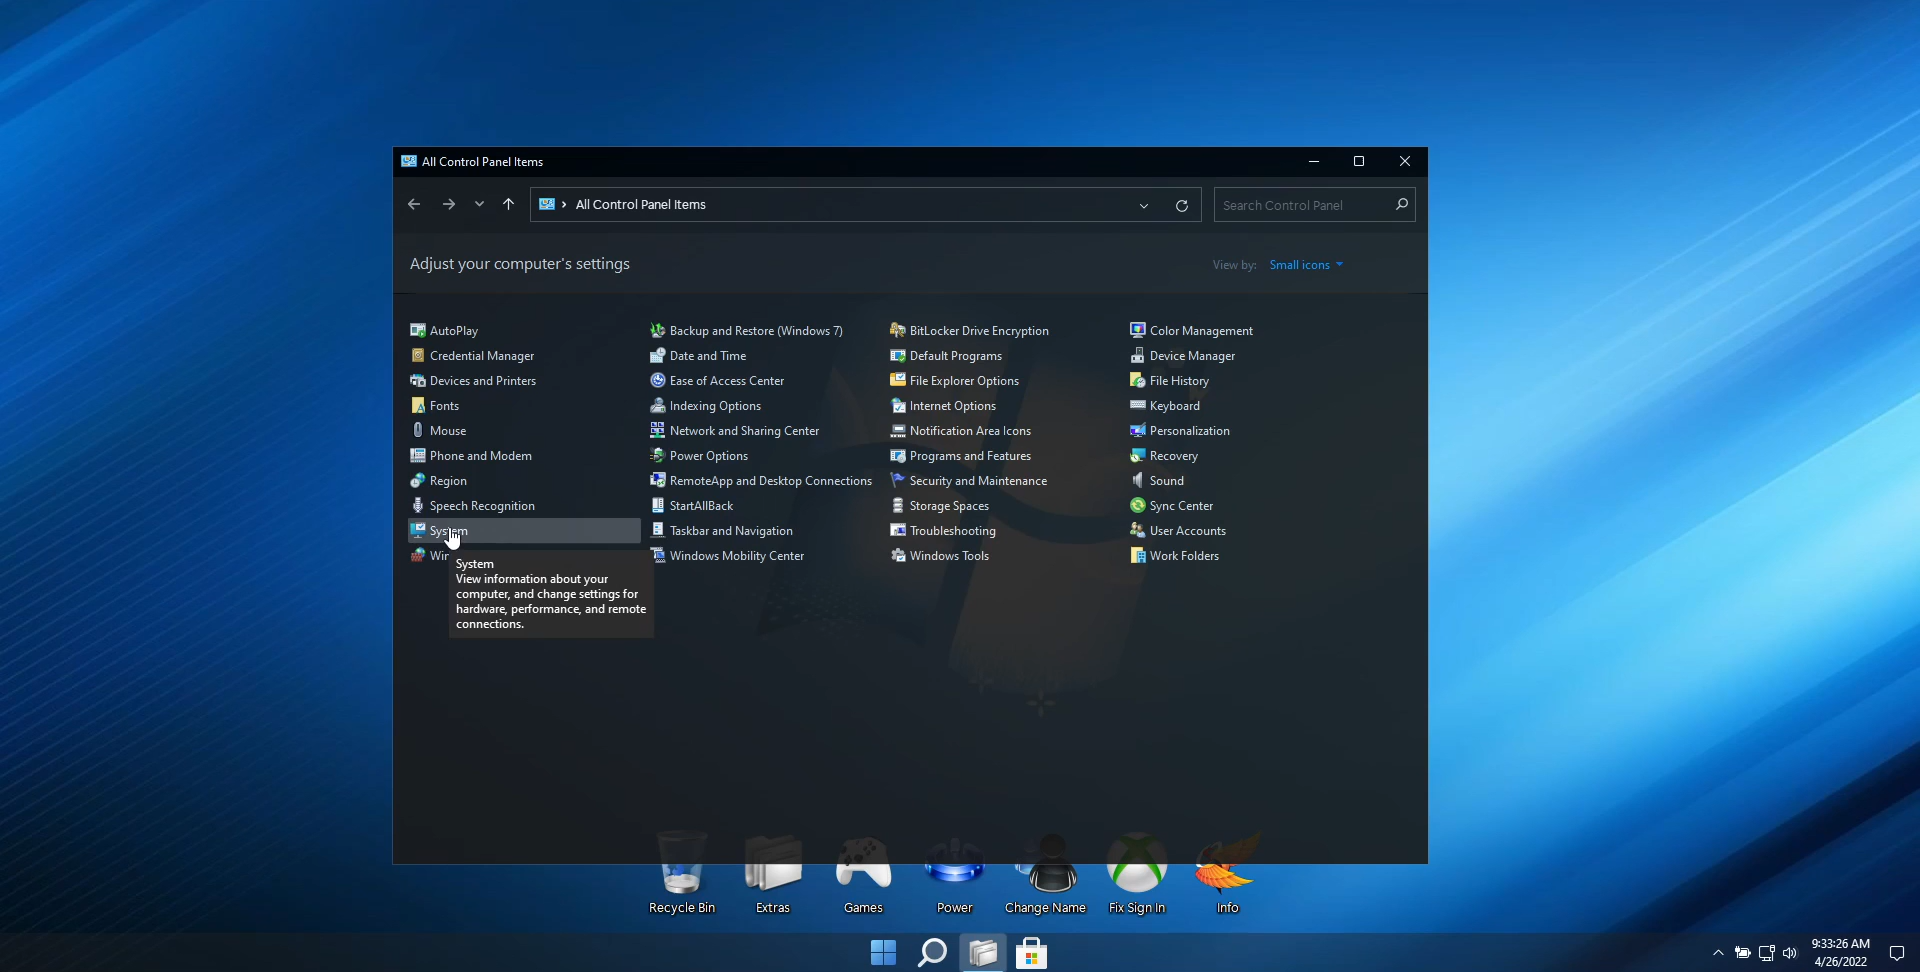 All Control Panel Items
All Control Panel Items
Search Control Panel
Adjust your computer's settings
View by: Small icons
AutoPlay
Backup and Restore (Windows 7)
BitLocker Drive Encryption
Color Management
Credential Manager
Date and Time
Default Programs
Device Manager
Devices and Printers
Ease of Access Center
File Explorer Options
File History
Fonts
Indexing Options
Internet Options
Keyboard
Mouse
Network and Sharing Center
Notification Area Icons
Personalization
Phone and Modem
Power Options
Programs and Features
Recovery
Region
RemoteApp and Desktop Connections
Security and Maintenance
Sound
Speech Recognition
StartAllBack
Storage Spaces
Sync Center
System
Taskbar and Navigation
Troubleshooting
User Accounts
Windows Mobility Center
Windows Tools
Work Folders
System
View information about your
computer, and change settings for
hardware, performance, and remote
connections.
Recycle Bin
Extras
Games
Power
Change Name
Fix Sign In
Info
9:33:26 AM
4/26/2022